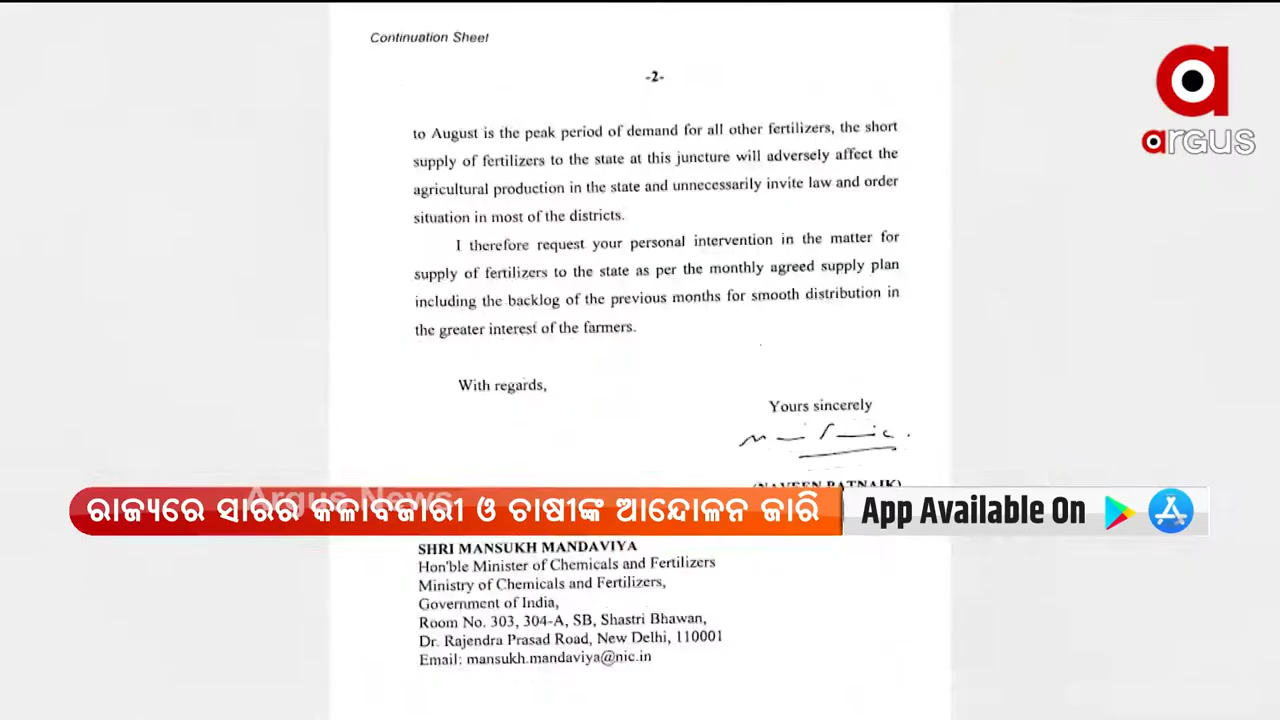 Continuation Sheet
-2-
to August is the peak period of demand for all other fertilizers, the short
supply of fertilizers to the state at this juncture will adversely affect the
agricultural production in the state and unnecessarily invite law and order
situation in most of the districts.
I therefore request your personal intervention in the matter for
supply of fertilizers to the state as per the monthly agreed supply plan
including the backlog of the previous months for smooth distribution in
the greater interest of the farmers.
With regards,
Yours sincerely
(NAVEEN PATNAIK)
Argus News
ରାଜ୍ୟରେ ସାରର କଳାବଜାରୀ ଓ ଚାଷୀଙ୍କ ଆନ୍ଦୋଳନ ଜାରି
App Available On
SHRI MANSUKH MANDAVIYA
Hon'ble Minister of Chemicals and Fertilizers
Ministry of Chemicals and Fertilizers,
Government of India,
Room No. 303, 304-A, SB, Shastri Bhawan,
Dr. Rajendra Prasad Road, New Delhi, 110001
Email: mansukh.mandaviya@nic.in
argus